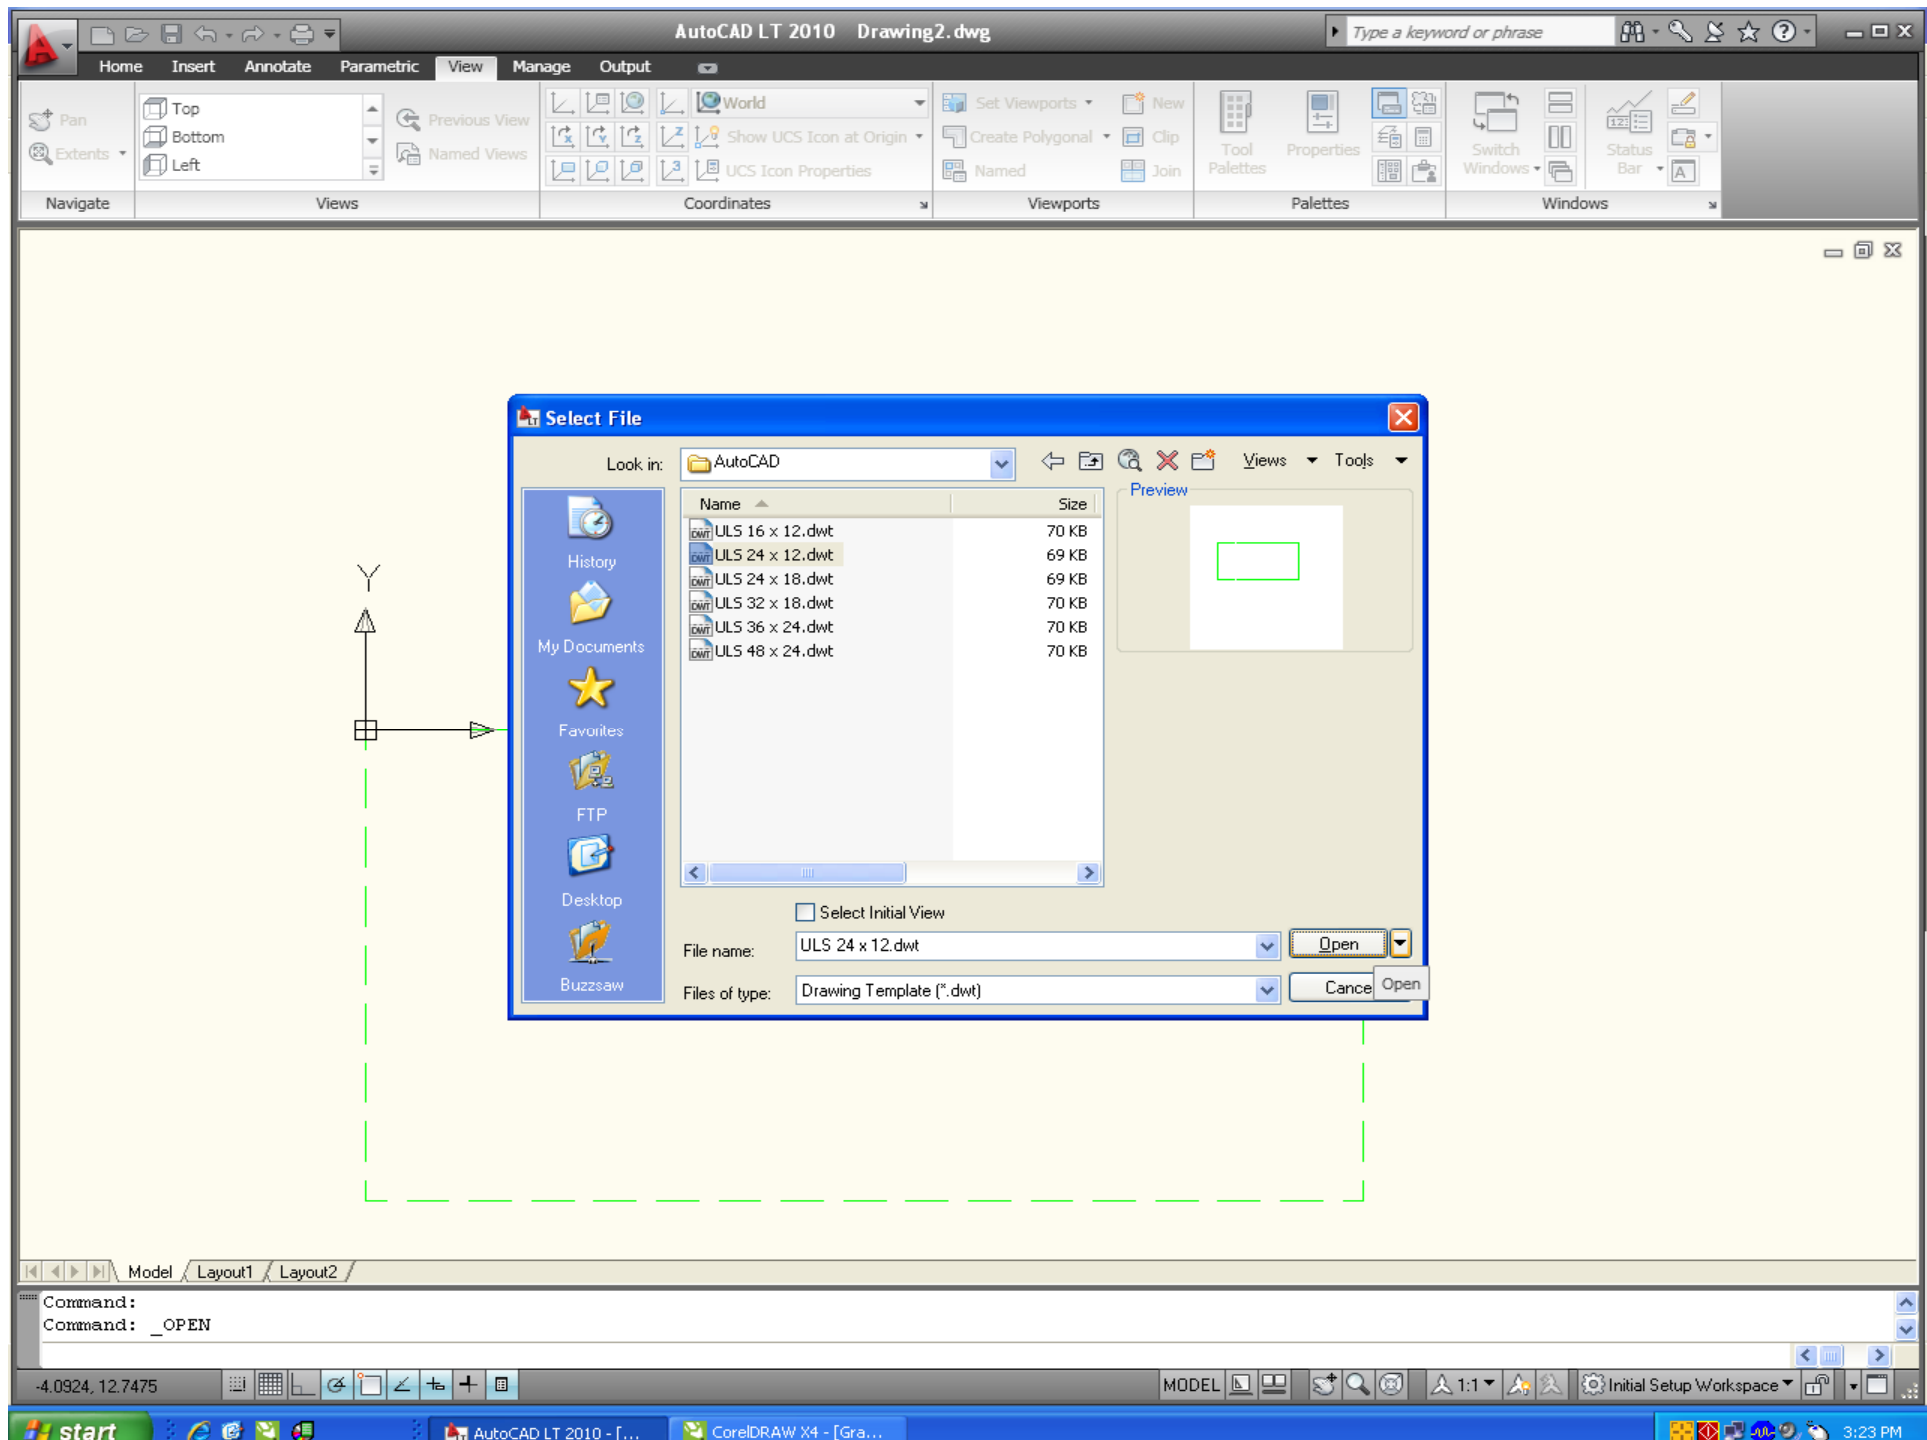 AutoCAD LT 2010 Drawing2.dwg
Type a keyword or phrase
Home Insert Annotate Parametric View Manage Output
Pan
Extents
Top
Bottom
Left
Previous View
Named Views
World
Show UCS Icon at Origin
UCS Icon Properties
Set Viewports
Create Polygonal
Named
New
Clip
Join
Tool
Palettes
Properties
Switch
Windows
Status
Bar
Navigate Views Coordinates Viewports Palettes Windows
Select File
Look in: AutoCAD Views Tools
Name Size
ULS 16 x 12.dwt 70 KB
ULS 24 x 12.dwt 69 KB
ULS 24 x 18.dwt 69 KB
ULS 32 x 18.dwt 70 KB
ULS 36 x 24.dwt 70 KB
ULS 48 x 24.dwt 70 KB
Preview
History
My Documents
Favorites
FTP
Desktop
Buzzsaw
Select Initial View
File name: ULS 24 x 12.dwt Open
Files of type: Drawing Template (*.dwt) Cance
Open
Y
Model Layout1 Layout2
Command:
Command: _OPEN
-4.0924, 12.7475 MODEL 1:1 Initial Setup Workspace
start AutoCAD LT 2010 - [... CorelDRAW X4 - [Gra... 3:23 PM